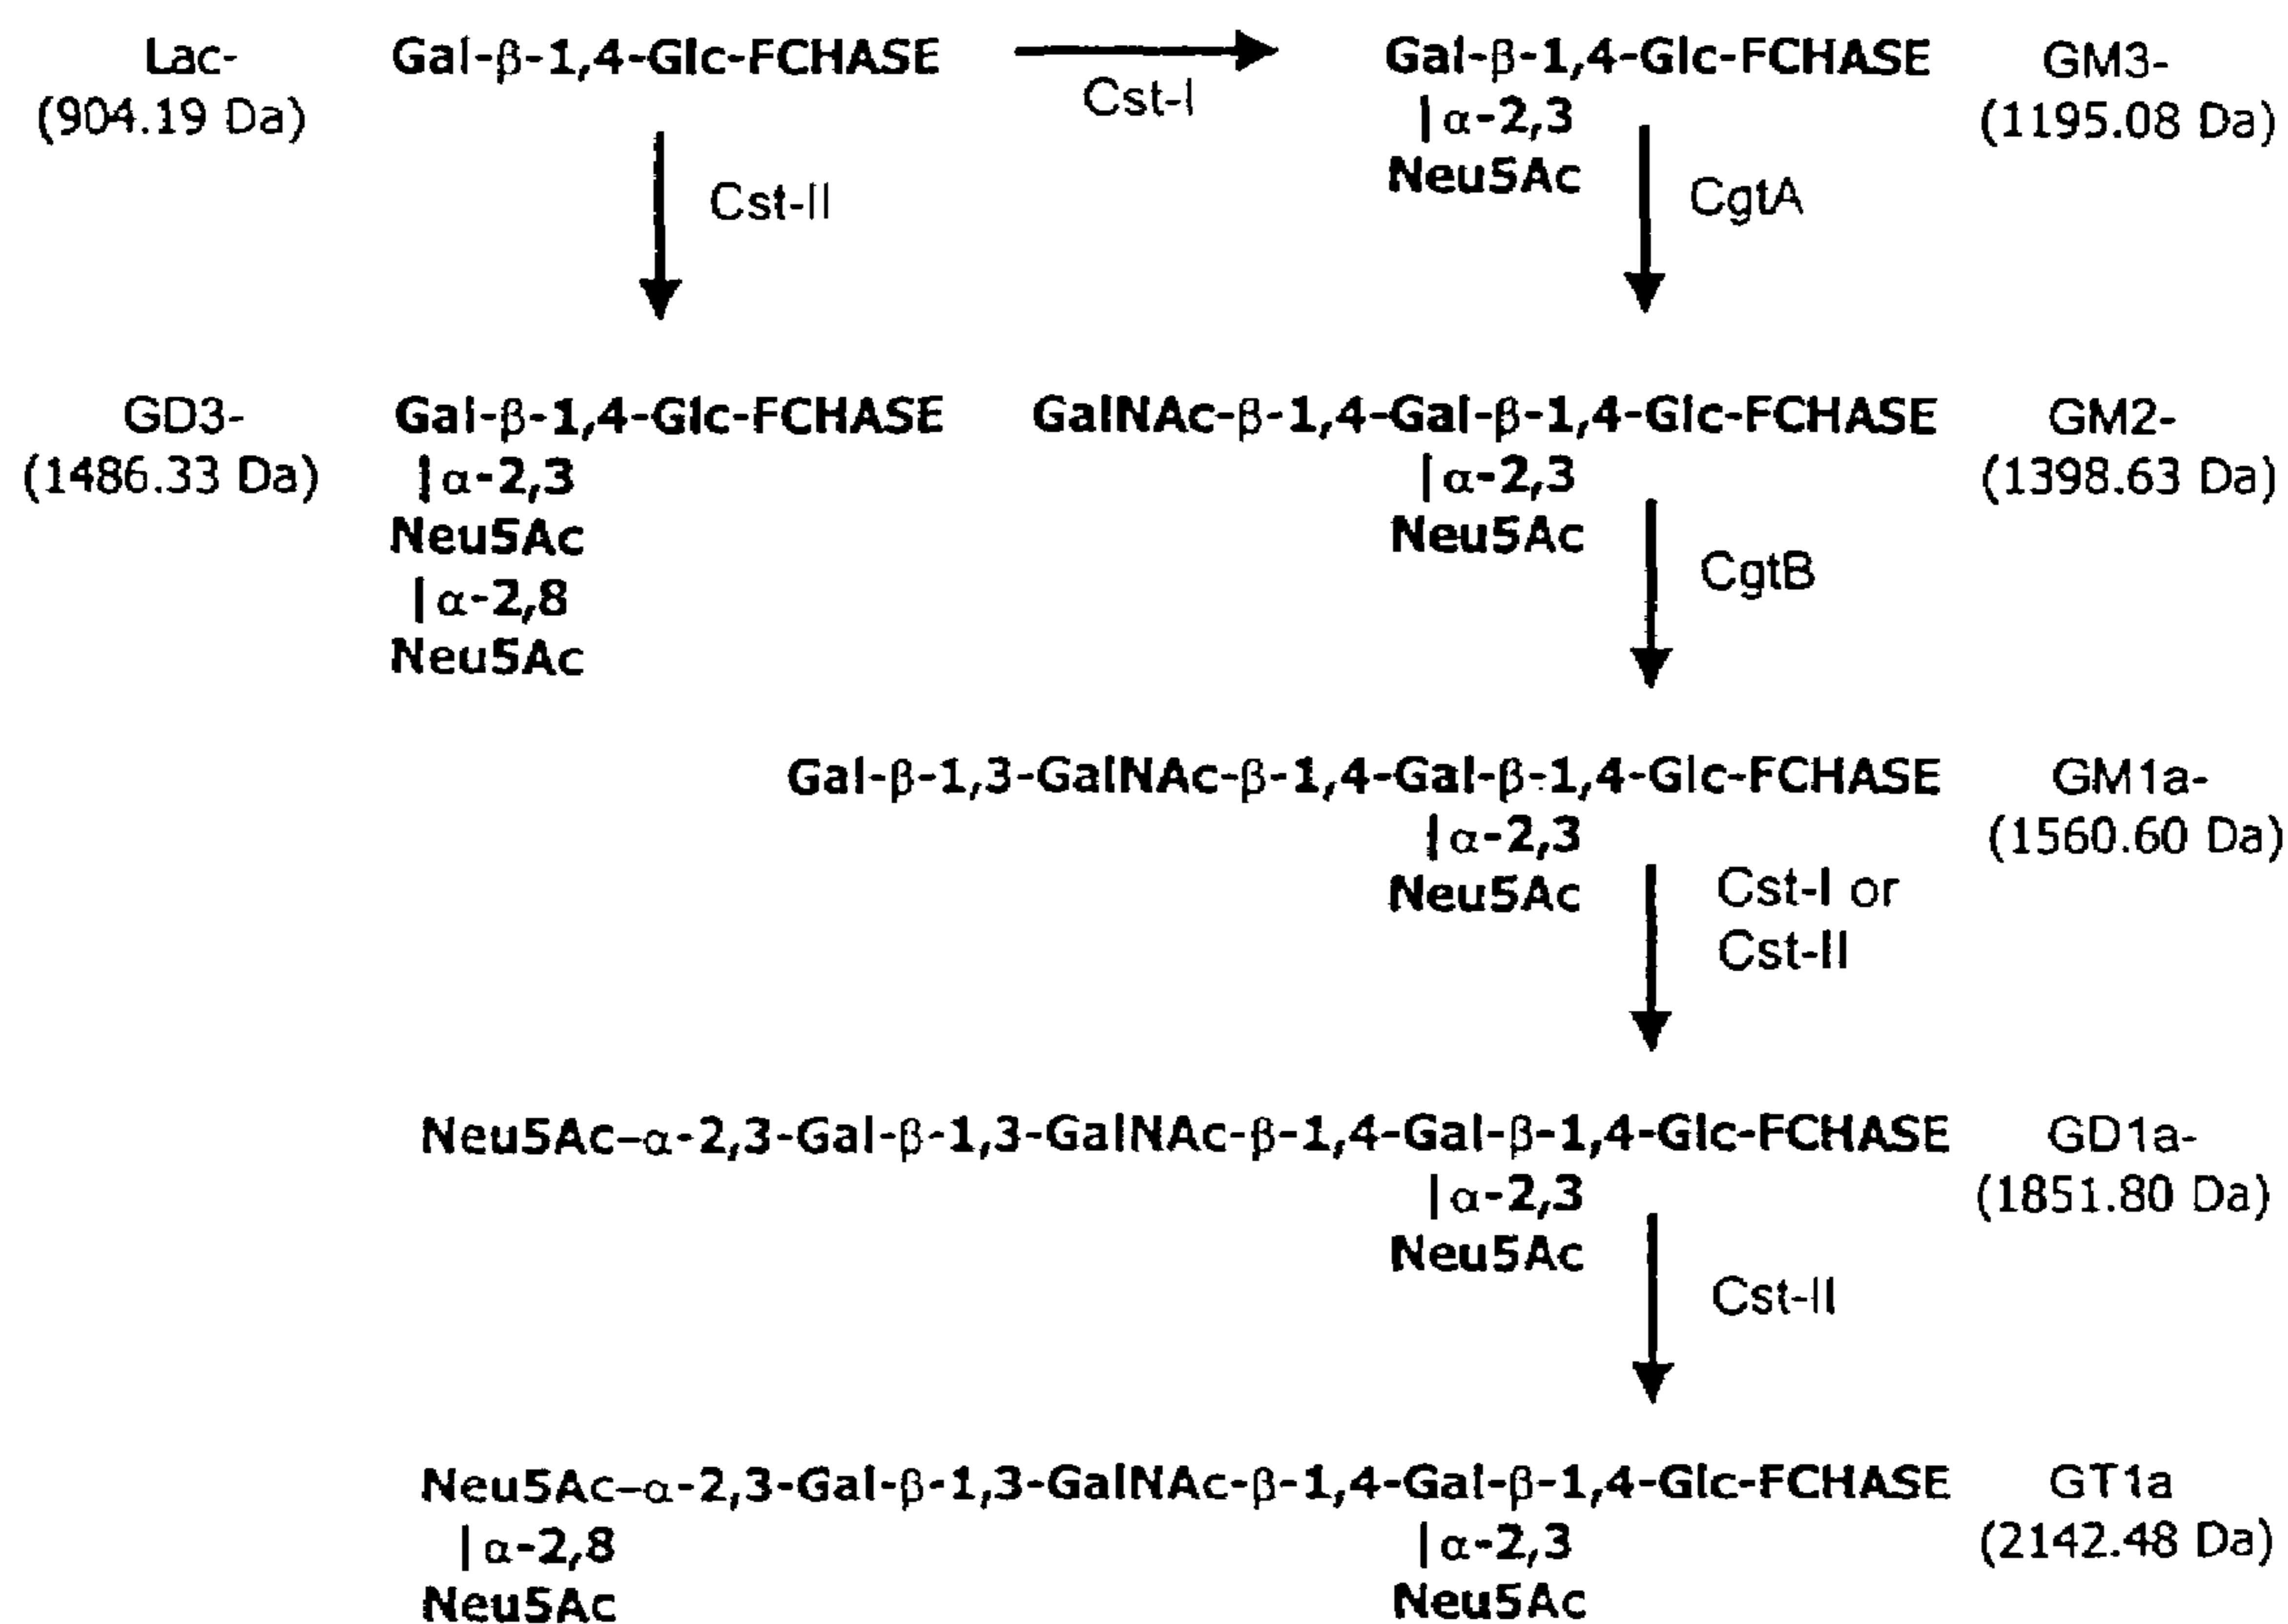 Lac- Gal-β-1,4-Glc-FCHASE Gal-β-1,4-Glc-FCHASE GM3-
(904.19 Da) Cst-I |α-2,3 (1195.08 Da)
Cst-II Neu5Ac CgtA
GD3- Gal-β-1,4-Glc-FCHASE GalNAc-β-1,4-Gal-β-1,4-Glc-FCHASE GM2-
(1486.33 Da) |α-2,3 |α-2,3 (1398.63 Da)
Neu5Ac Neu5Ac
|α-2,8 CgtB
Neu5Ac
Gal-β-1,3-GalNAc-β-1,4-Gal-β-1,4-Glc-FCHASE GM1a-
|α-2,3 (1560.60 Da)
Neu5Ac Cst-I or
Cst-II
Neu5Ac–α-2,3-Gal-β-1,3-GalNAc-β-1,4-Gal-β-1,4-Glc-FCHASE GD1a-
|α-2,3 (1851.80 Da)
Neu5Ac
Cst-II
Neu5Ac–α-2,3-Gal-β-1,3-GalNAc-β-1,4-Gal-β-1,4-Glc-FCHASE GT1a
|α-2,8 |α-2,3 (2142.48 Da)
Neu5Ac Neu5Ac